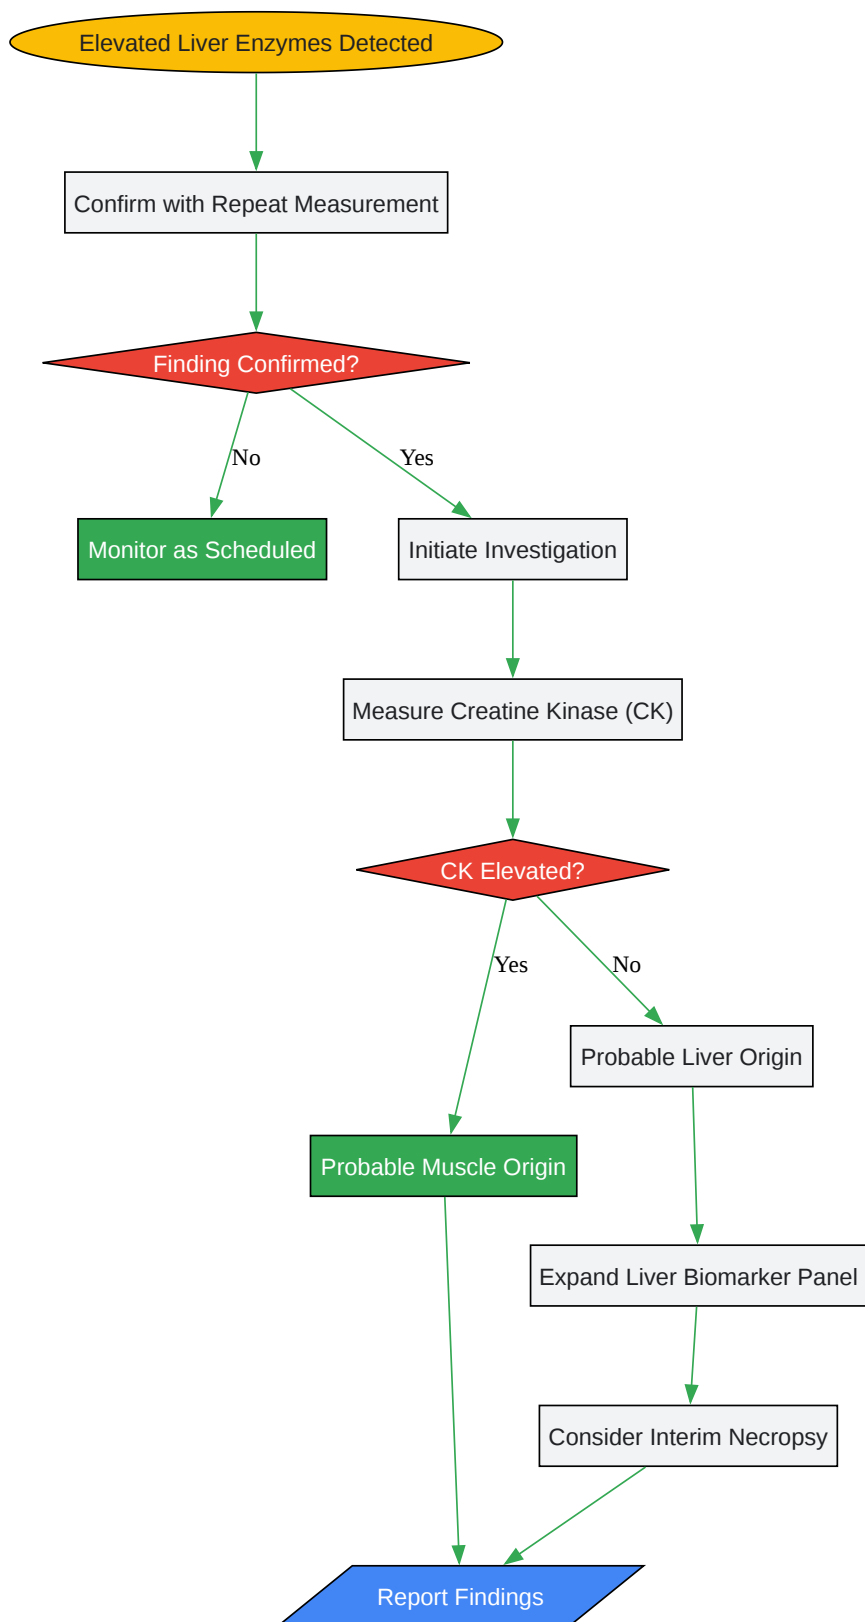 Elevated Liver Enzymes Detected
Confirm with Repeat Measurement
Finding Confirmed?
No
Yes
Monitor as Scheduled
Initiate Investigation
Measure Creatine Kinase (CK)
CK Elevated?
Yes
No
Probable Liver Origin
Probable Muscle Origin
Expand Liver Biomarker Panel
Consider Interim Necropsy
Report Findings